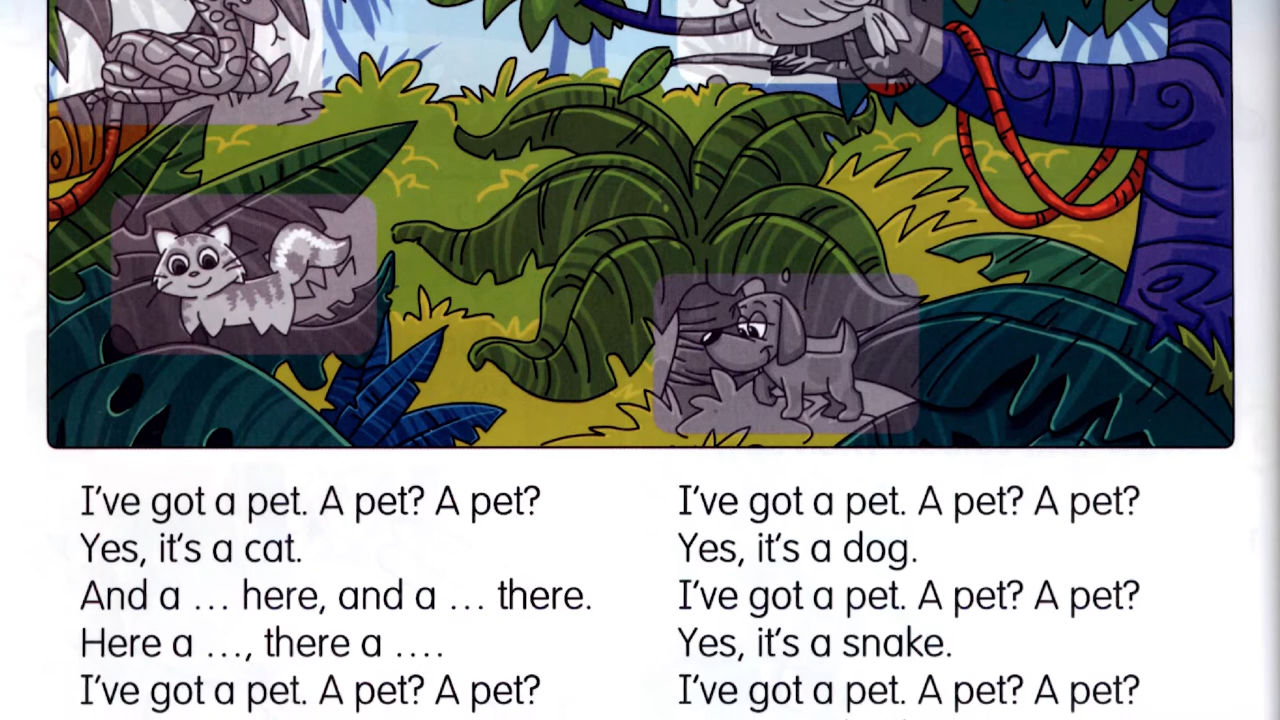 I've got a pet. A pet? A pet?
Yes, it's a cat.
And a ... here, and a ... there.
Here a ..., there a ....
I've got a pet. A pet? A pet?
I've got a pet. A pet? A pet?
Yes, it's a dog.
I've got a pet. A pet? A pet?
Yes, it's a snake.
I've got a pet. A pet? A pet?